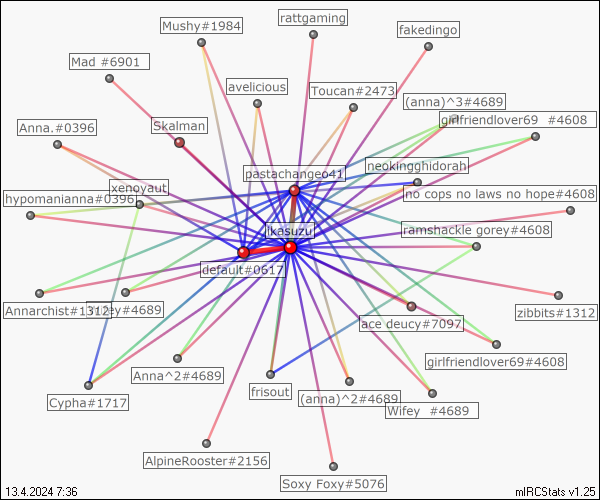 rattgaming
Mushy#1984
fakedingo
Mad #6901
avelicious
Toucan#2473
(anna)^3#4689
girlfriendlover69 #4608
Anna.#0396
Skalman
neokingghidorah
pastachangeo41
xenoyaut
no cops no laws no hope#4608
hypomanianna#0396
ikasuzu
ramshackle gorey#4608
default#0617
Annarchist#1312
#4689
zibbits#1312
ace deucy#7097
girlfriendlover69#4608
Anna^2#4689
frisout
(anna)^2#4689
Cypha#1717
Wifey #4689
AlpineRooster#2156
Soxy Foxy#5076
13.4.2024 7:36
mIRCStats v1.25